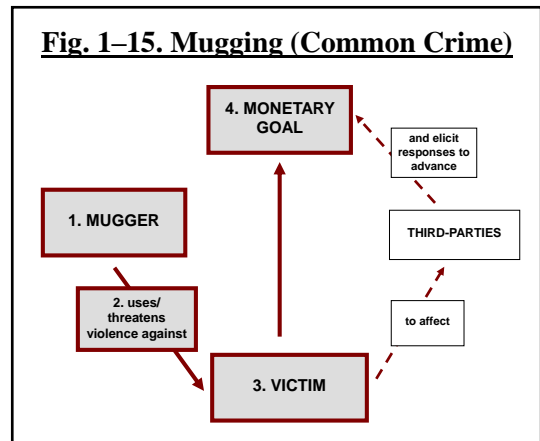 Fig. 1–15. Mugging (Common Crime)
4. MONETARY
GOAL
and elicit
responses to
advance
1. MUGGER
THIRD-PARTIES
2. uses/
threatens
violence against
to affect
3. VICTIM